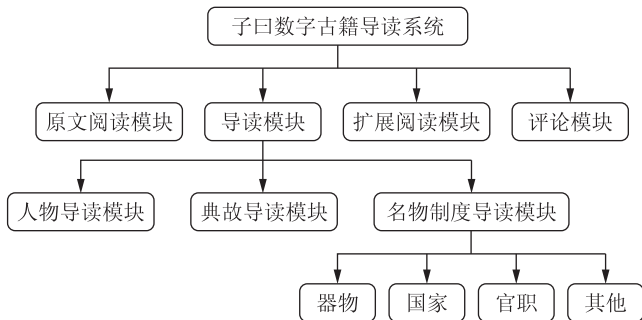 子曰数字古籍导读系统
原文阅读模块 导读模块 扩展阅读模块 评论模块
人物导读模块 典故导读模块 名物制度导读模块
器物 国家 官职 其他